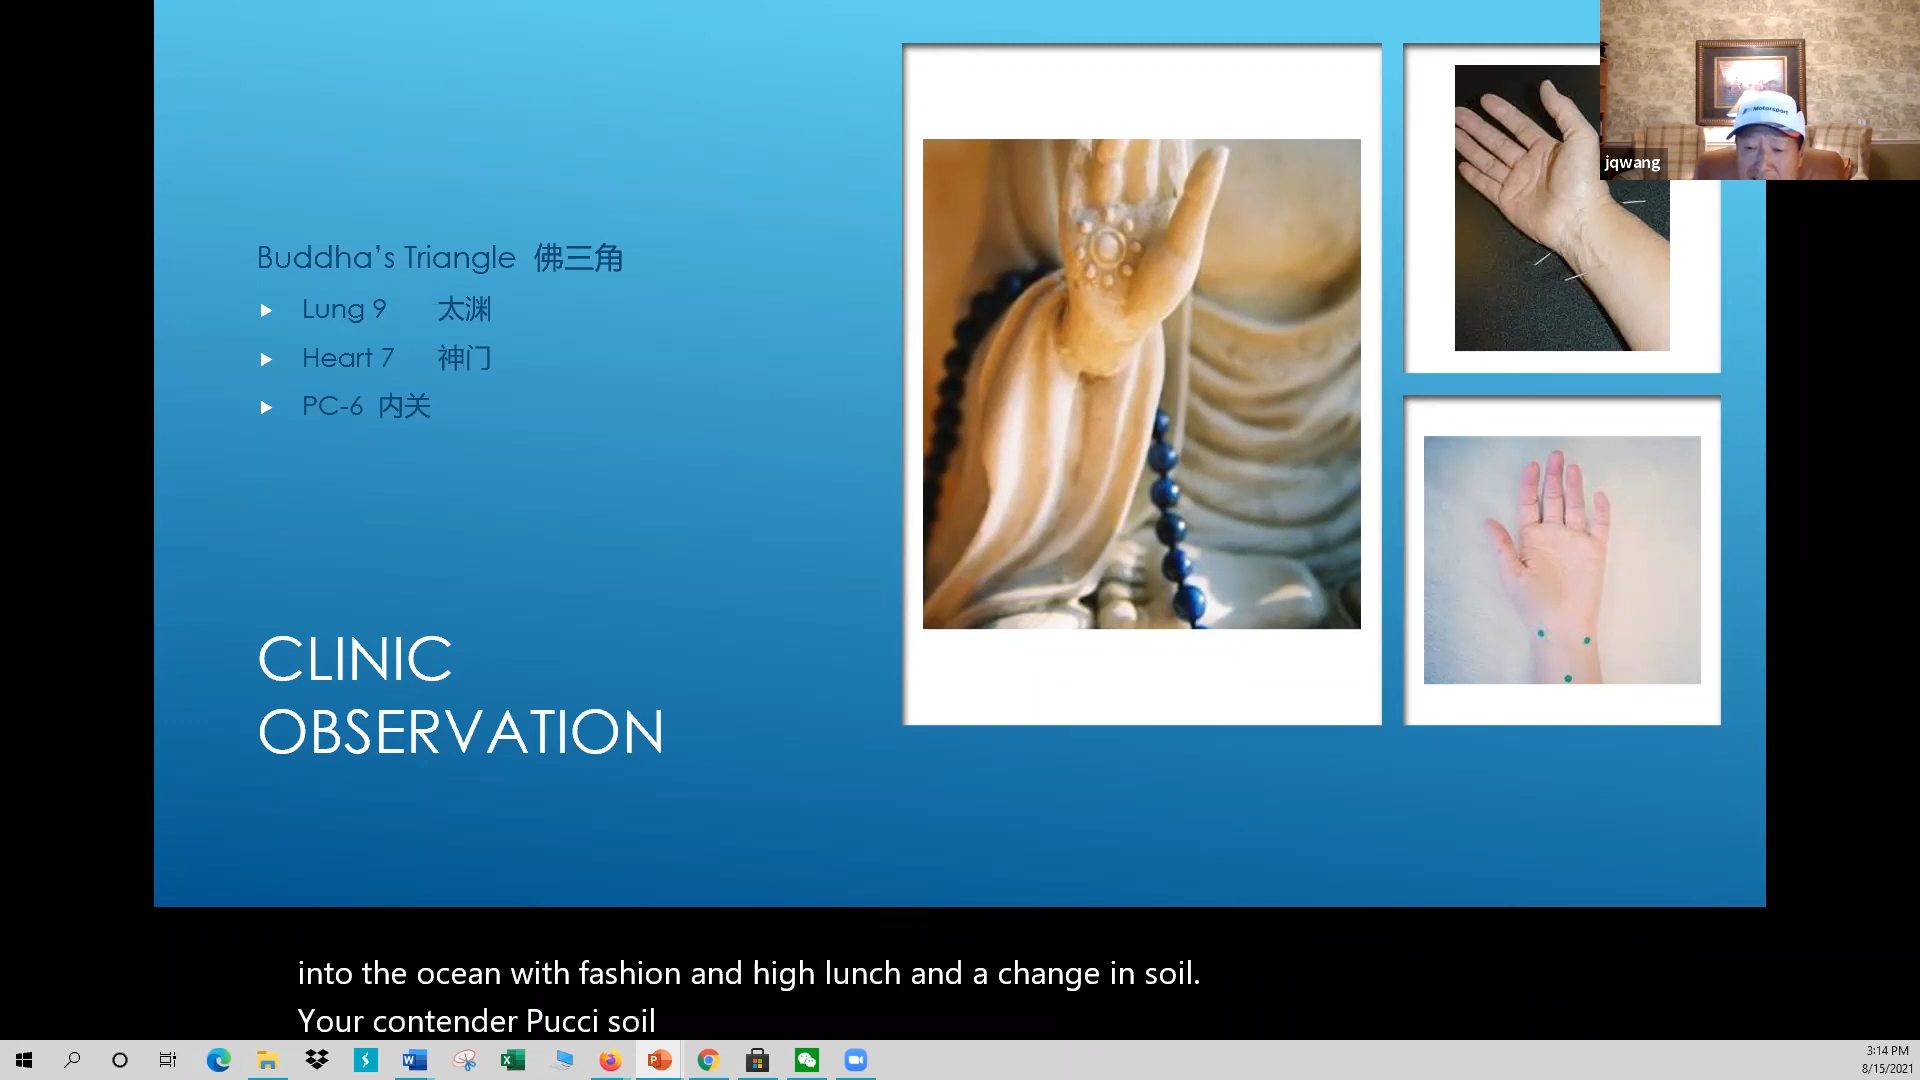 Buddha’s Triangle 佛三角
Lung 9 太渊
Heart 7 神门
PC-6 内关
CLINIC
OBSERVATION
Motorsport
jqwang
into the ocean with fashion and high lunch and a change in soil.
Your contender Pucci soil
3:14 PM
8/15/2021